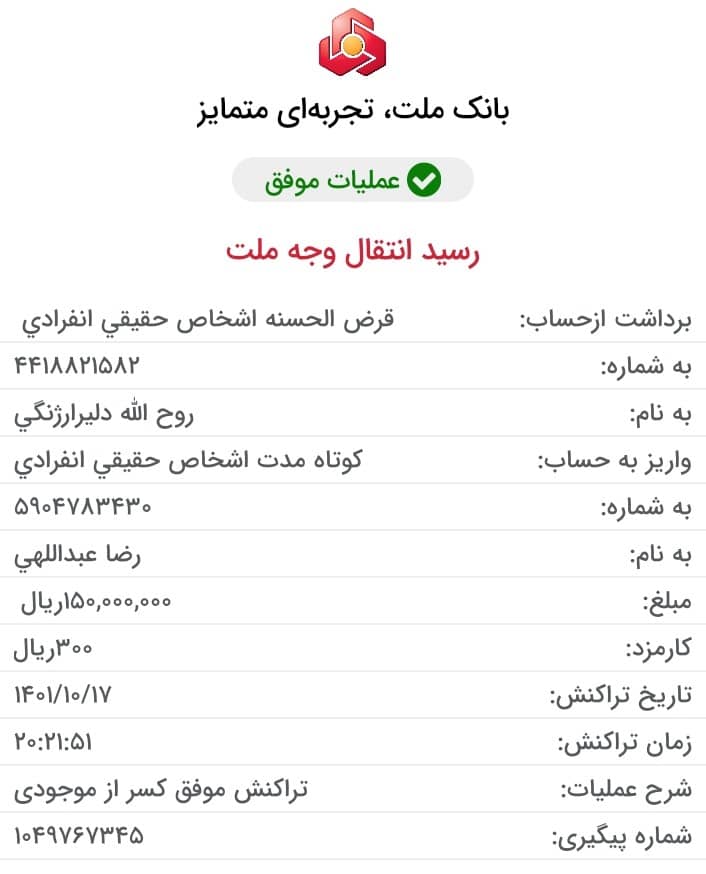 بانک ملت، تجربه‌ای متمایز
عملیات موفق
رسید انتقال وجه ملت
برداشت ازحساب: قرض الحسنه اشخاص حقيقي انفرادي
به شماره: ۴۴۱۸۸۲۱۵۸۲
به نام: روح الله دليرارژنگي
واریز به حساب: کوتاه مدت اشخاص حقيقي انفرادي
به شماره: ۵۹۰۴۷۸۳۴۳۰
به نام: رضا عبداللهي
مبلغ: ۱۵۰,۰۰۰,۰۰۰ریال
کارمزد: ۳۰۰ریال
تاریخ تراکنش: ۱۴۰۱/۱۰/۱۷
زمان تراکنش: ۲۰:۲۱:۵۱
شرح عملیات: تراکنش موفق کسر از موجودی
شماره پیگیری: ۱۰۴۹۷۶۷۳۴۵